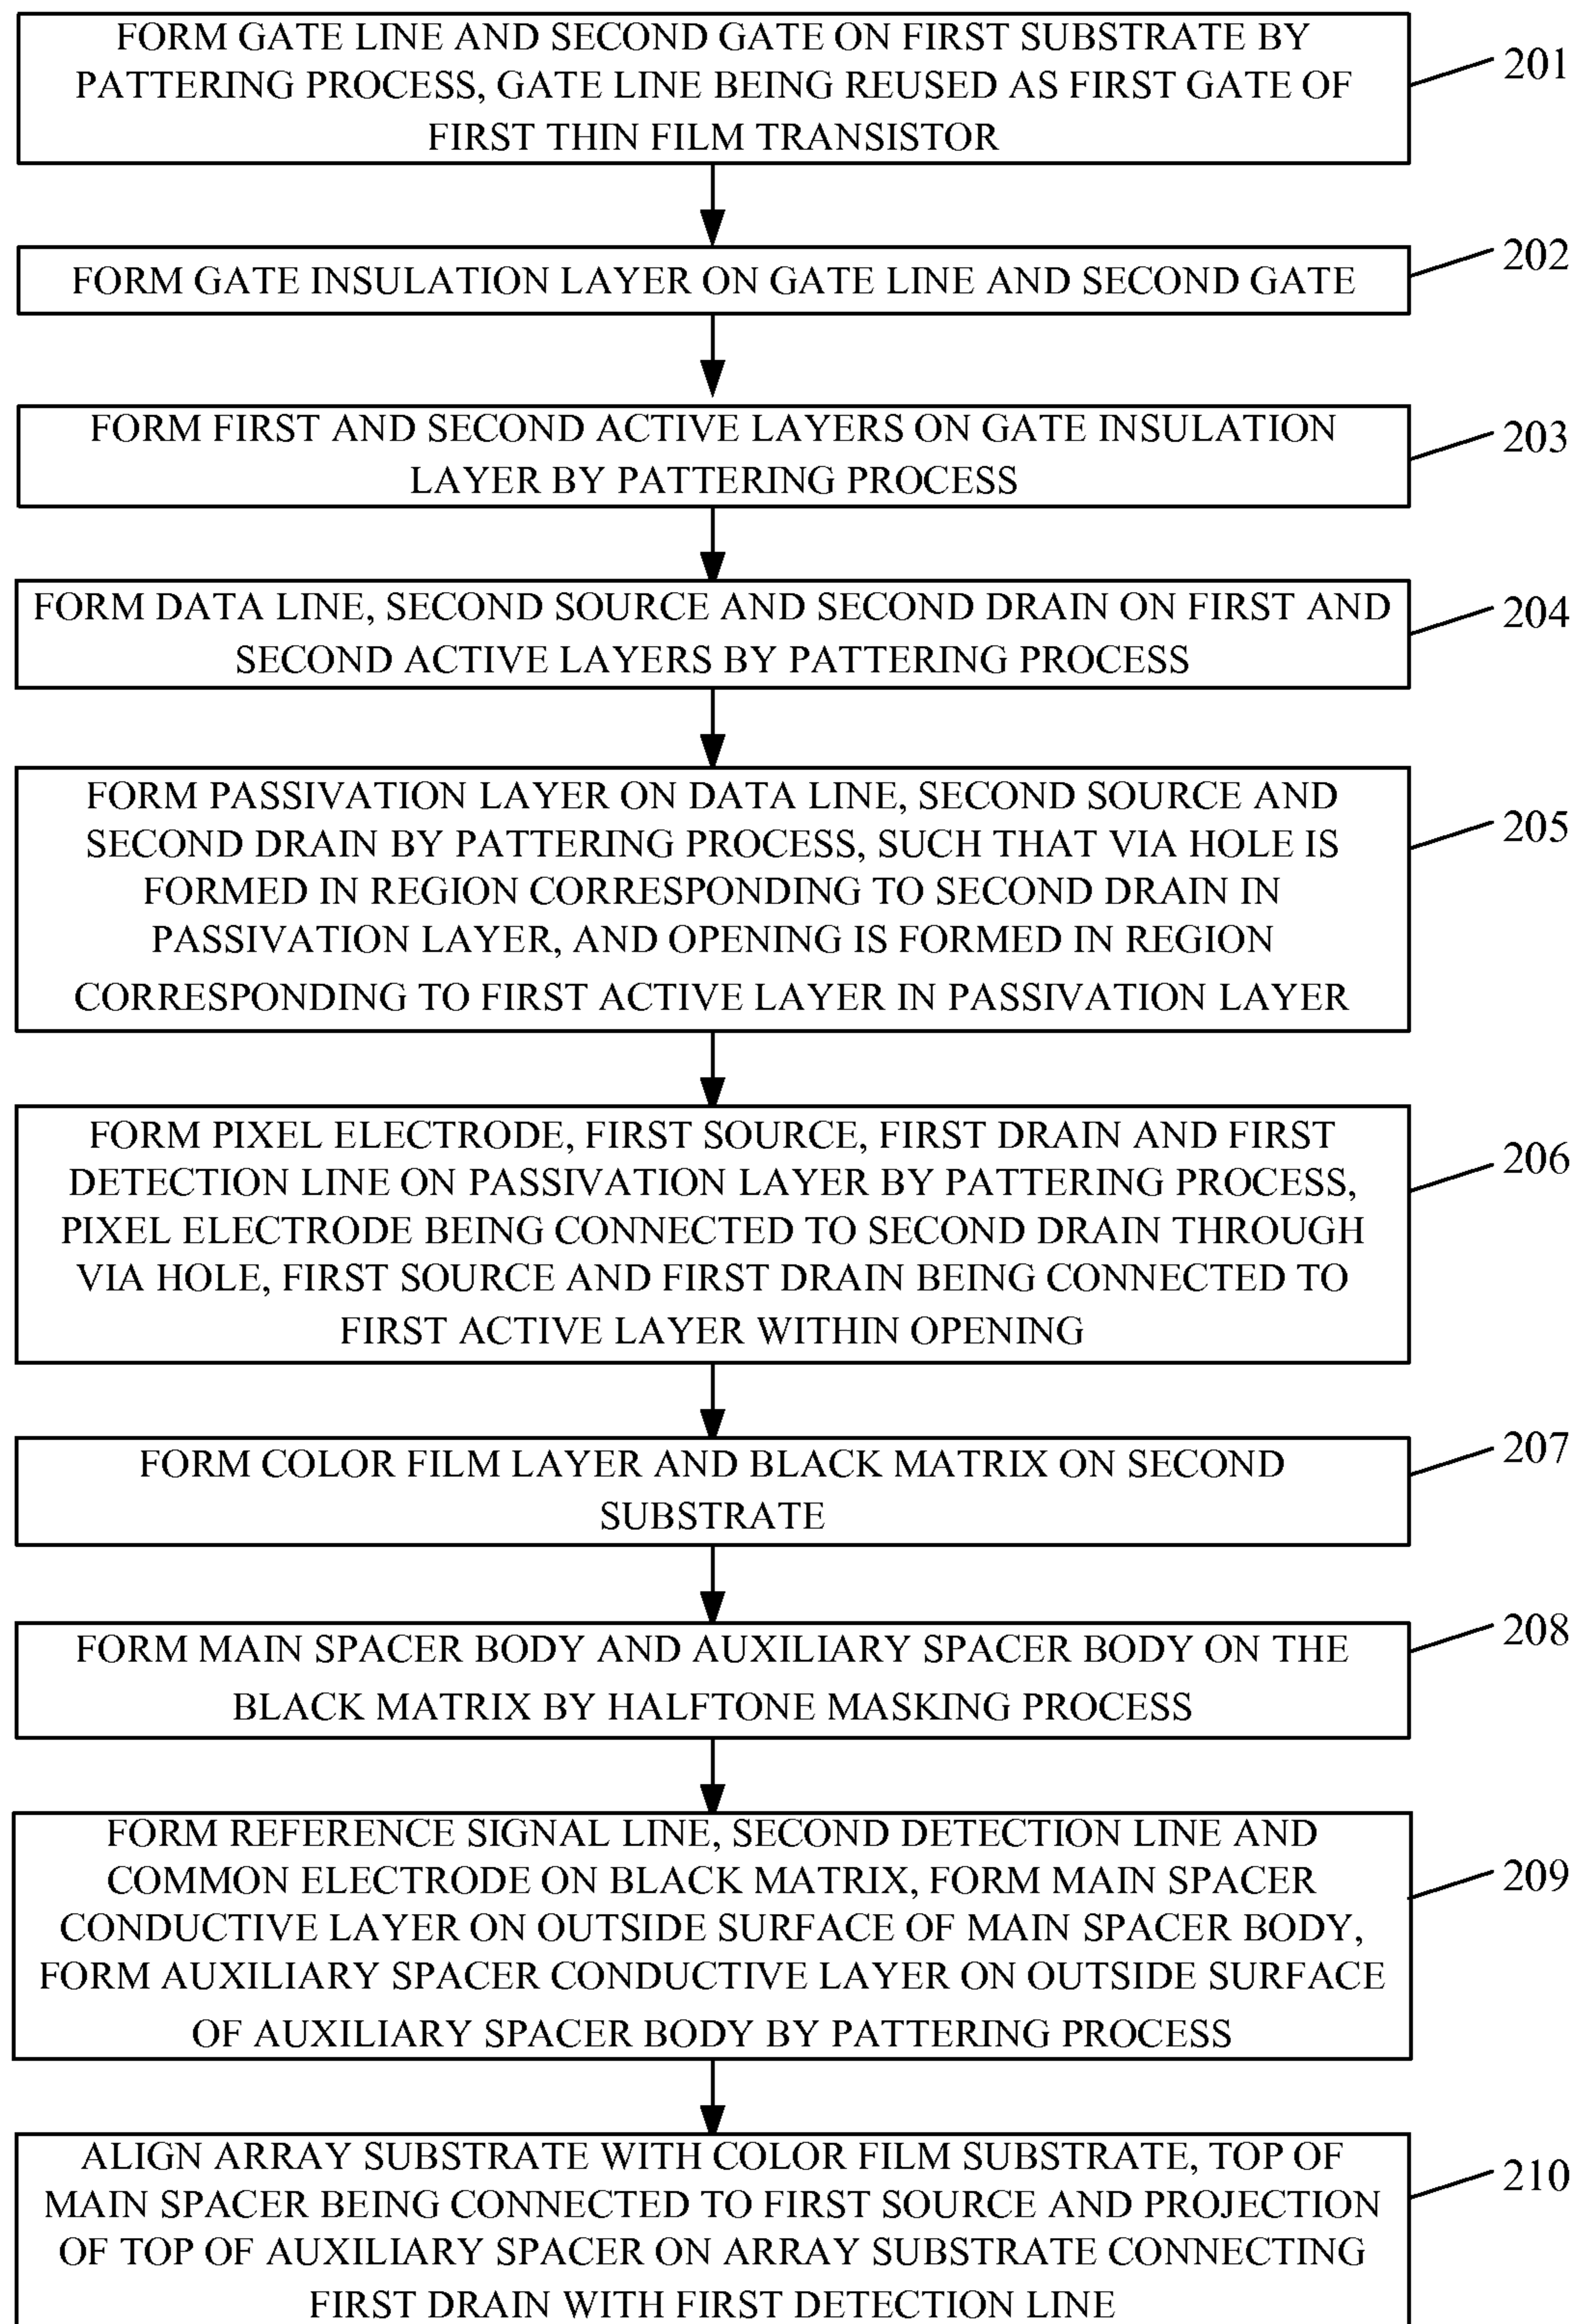 FORM GATE LINE AND SECOND GATE ON FIRST SUBSTRATE BY
PATTERING PROCESS, GATE LINE BEING REUSED AS FIRST GATE OF
FIRST THIN FILM TRANSISTOR
201
FORM GATE INSULATION LAYER ON GATE LINE AND SECOND GATE
202
FORM FIRST AND SECOND ACTIVE LAYERS ON GATE INSULATION
LAYER BY PATTERING PROCESS
203
FORM DATA LINE, SECOND SOURCE AND SECOND DRAIN ON FIRST AND
SECOND ACTIVE LAYERS BY PATTERING PROCESS
204
FORM PASSIVATION LAYER ON DATA LINE, SECOND SOURCE AND
SECOND DRAIN BY PATTERING PROCESS, SUCH THAT VIA HOLE IS
FORMED IN REGION CORRESPONDING TO SECOND DRAIN IN
PASSIVATION LAYER, AND OPENING IS FORMED IN REGION
CORRESPONDING TO FIRST ACTIVE LAYER IN PASSIVATION LAYER
205
FORM PIXEL ELECTRODE, FIRST SOURCE, FIRST DRAIN AND FIRST
DETECTION LINE ON PASSIVATION LAYER BY PATTERING PROCESS,
PIXEL ELECTRODE BEING CONNECTED TO SECOND DRAIN THROUGH
VIA HOLE, FIRST SOURCE AND FIRST DRAIN BEING CONNECTED TO
FIRST ACTIVE LAYER WITHIN OPENING
206
FORM COLOR FILM LAYER AND BLACK MATRIX ON SECOND
SUBSTRATE
207
FORM MAIN SPACER BODY AND AUXILIARY SPACER BODY ON THE
BLACK MATRIX BY HALFTONE MASKING PROCESS
208
FORM REFERENCE SIGNAL LINE, SECOND DETECTION LINE AND
COMMON ELECTRODE ON BLACK MATRIX, FORM MAIN SPACER
CONDUCTIVE LAYER ON OUTSIDE SURFACE OF MAIN SPACER BODY,
FORM AUXILIARY SPACER CONDUCTIVE LAYER ON OUTSIDE SURFACE
OF AUXILIARY SPACER BODY BY PATTERING PROCESS
209
ALIGN ARRAY SUBSTRATE WITH COLOR FILM SUBSTRATE, TOP OF
MAIN SPACER BEING CONNECTED TO FIRST SOURCE AND PROJECTION
OF TOP OF AUXILIARY SPACER ON ARRAY SUBSTRATE CONNECTING
FIRST DRAIN WITH FIRST DETECTION LINE
210